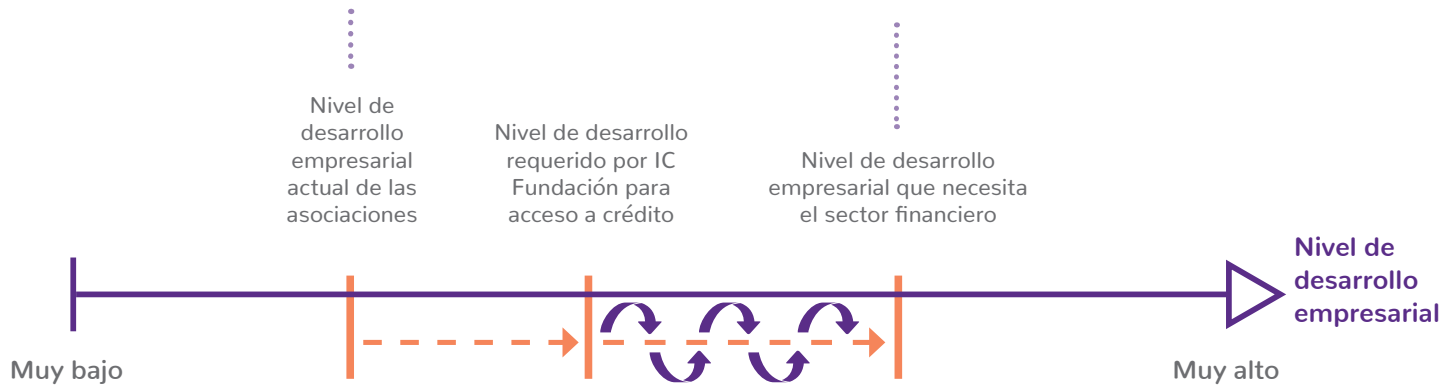 Nivel de
desarrollo
empresarial
actual de las
asociaciones
Nivel de desarrollo
requerido por IC
Fundación para
acceso a crédito
Nivel de desarrollo
empresarial que necesita
el sector financiero
Nivel de
desarrollo
empresarial
Muy bajo
Muy alto